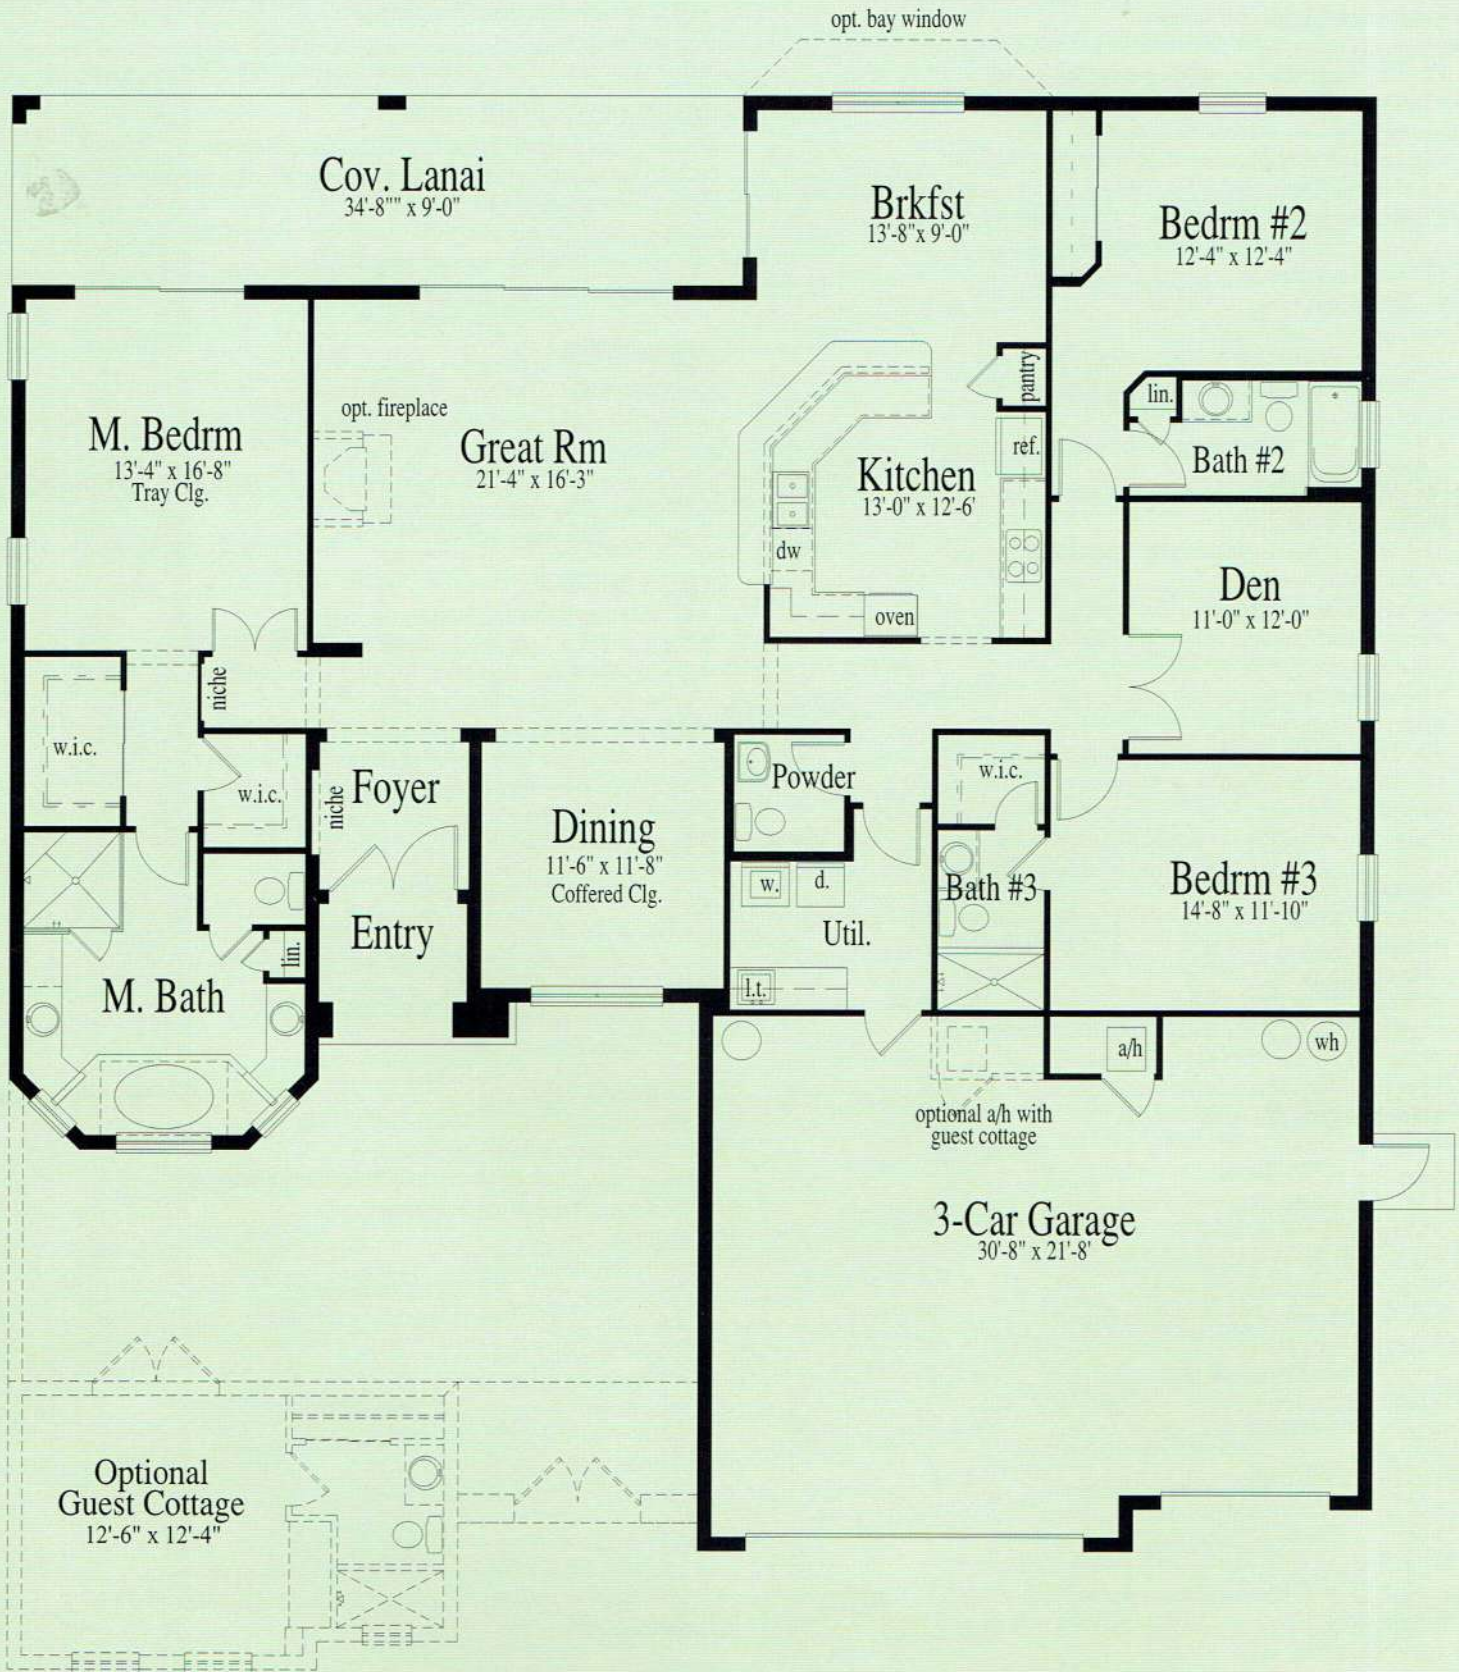 opt. bay window
Cov. Lanai
34'-8"" x 9'-0"
Brkfst
13'-8"x 9'-0"
Bedrm #2
12'-4" x 12'-4"
M. Bedrm
13'-4" x 16'-8"
Tray Clg.
opt. fireplace
Great Rm
21'-4" x 16'-3"
pantry
ref.
Kitchen
13'-0" x 12'-6'
dw
oven
lin.
Bath #2
Den
11'-0" x 12'-0"
niche
w.i.c.
w.i.c.
niche
Foyer
Dining
11'-6" x 11'-8"
Coffered Clg.
Powder
w.i.c.
w.
d.
Util.
l.t.
Bath #3
Bedrm #3
14'-8" x 11'-10"
Entry
lin.
M. Bath
a/h
wh
optional a/h with
guest cottage
3-Car Garage
30'-8" x 21'-8'
Optional
Guest Cottage
12'-6" x 12'-4"